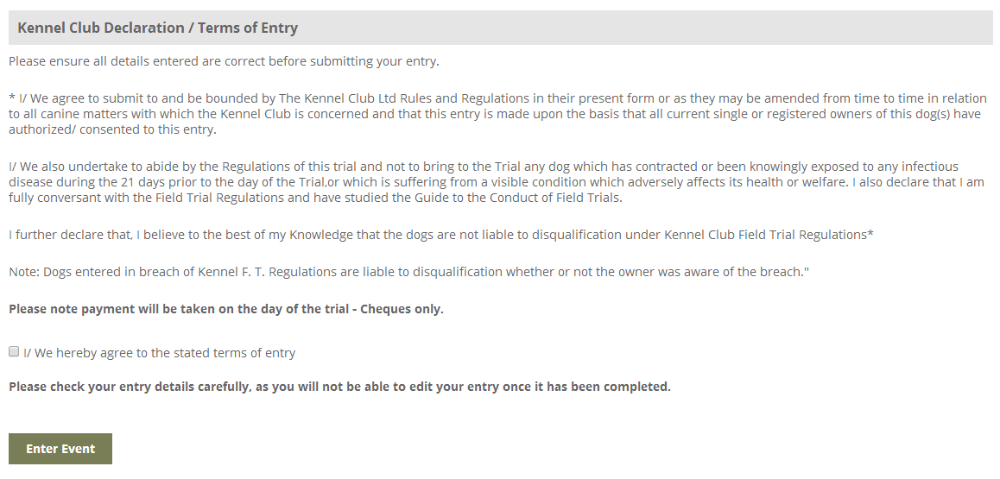 Kennel Club Declaration / Terms of Entry
Please ensure all details entered are correct before submitting your entry.
* I/ We agree to submit to and be bounded by The Kennel Club Ltd Rules and Regulations in their present form or as they may be amended from time to time in relation
to all canine matters with which the Kennel Club is concerned and that this entry is made upon the basis that all current single or registered owners of this dog(s) have
authorized/ consented to this entry.
I/ We also undertake to abide by the Regulations of this trial and not to bring to the Trial any dog which has contracted or been knowingly exposed to any infectious
disease during the 21 days prior to the day of the Trial,or which is suffering from a visible condition which adversely affects its health or welfare. I also declare that I am
fully conversant with the Field Trial Regulations and have studied the Guide to the Conduct of Field Trials.
I further declare that, I believe to the best of my Knowledge that the dogs are not liable to disqualification under Kennel Club Field Trial Regulations*
Note: Dogs entered in breach of Kennel F. T. Regulations are liable to disqualification whether or not the owner was aware of the breach."
Please note payment will be taken on the day of the trial - Cheques only.
I/ We hereby agree to the stated terms of entry
Please check your entry details carefully, as you will not be able to edit your entry once it has been completed.
Enter Event